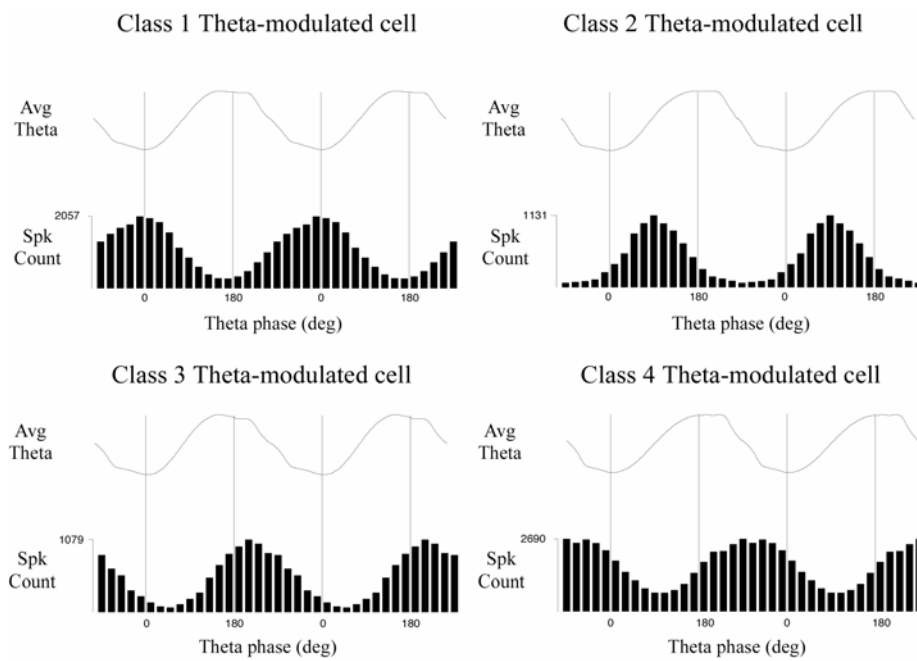 Class 1 Theta-modulated cell
Avg
Theta
2057
Spk
Count
0
180
0
180
Theta phase (deg)
Class 2 Theta-modulated cell
Avg
Theta
1131
Spk
Count
0
180
0
180
Theta phase (deg)
Class 3 Theta-modulated cell
Avg
Theta
1079
Spk
Count
0
180
0
180
Theta phase (deg)
Class 4 Theta-modulated cell
Avg
Theta
2690
Spk
Count
0
180
0
180
Theta phase (deg)